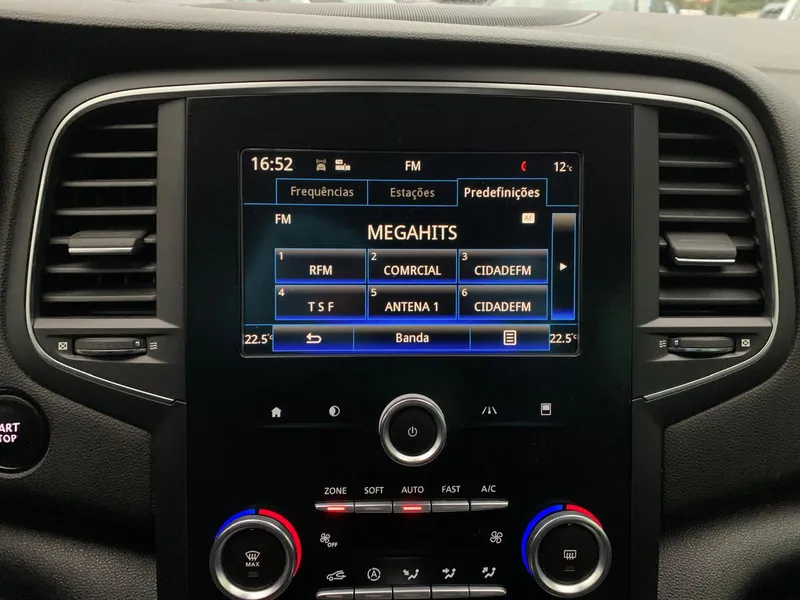 16:52 FM 12°c
Frequências Estações Predefinições
FM AF
MEGAHITS
1 RFM 2 COMRCIAL 3 CIDADEFM
4 T S F 5 ANTENA 1 6 CIDADEFM
22.5°c Banda 22.5°c
ART
TOP
ZONE SOFT AUTO FAST A/C
OFF
MAX
A